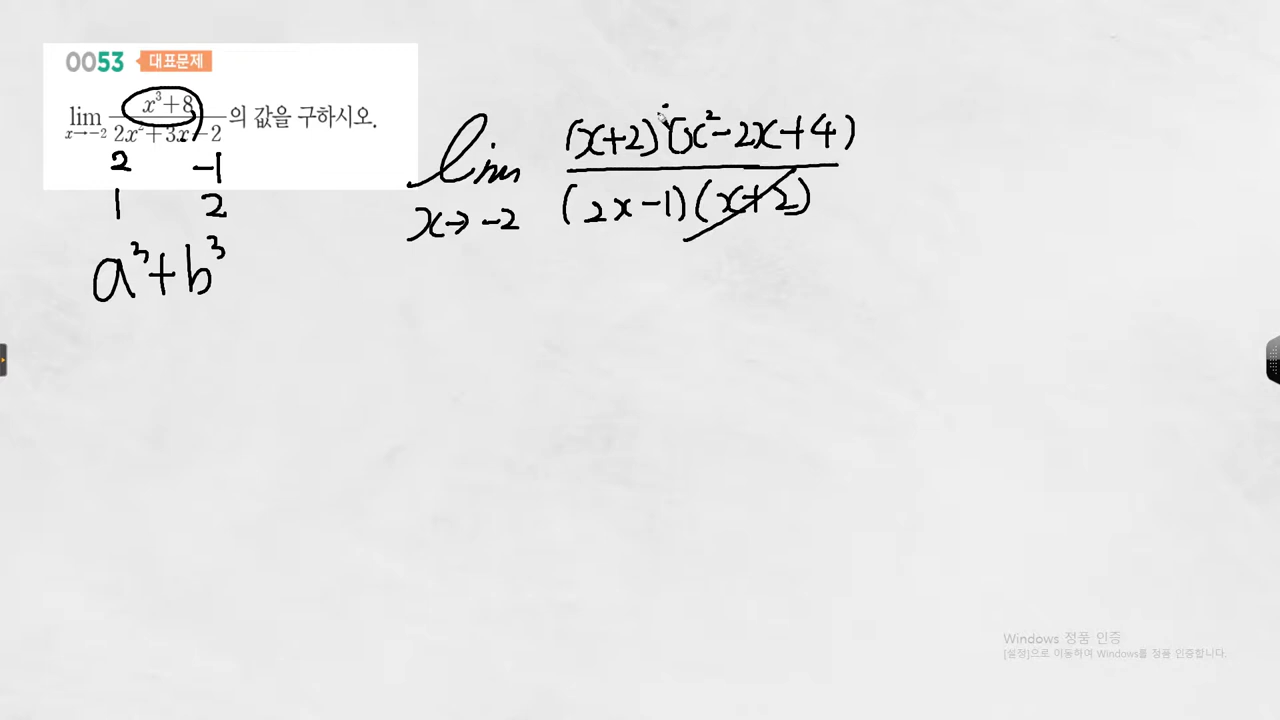 0053 대표문제
lim x→-2 (x³+8)/(2x²+3x-2) 의 값을 구하시오.
2 -1
1 2
a³+b³
lim x→-2 (x+2)(x²-2x+4)/(2x-1)(x+2)
Windows 정품 인증
[설정]으로 이동하여 Windows를 정품 인증합니다.